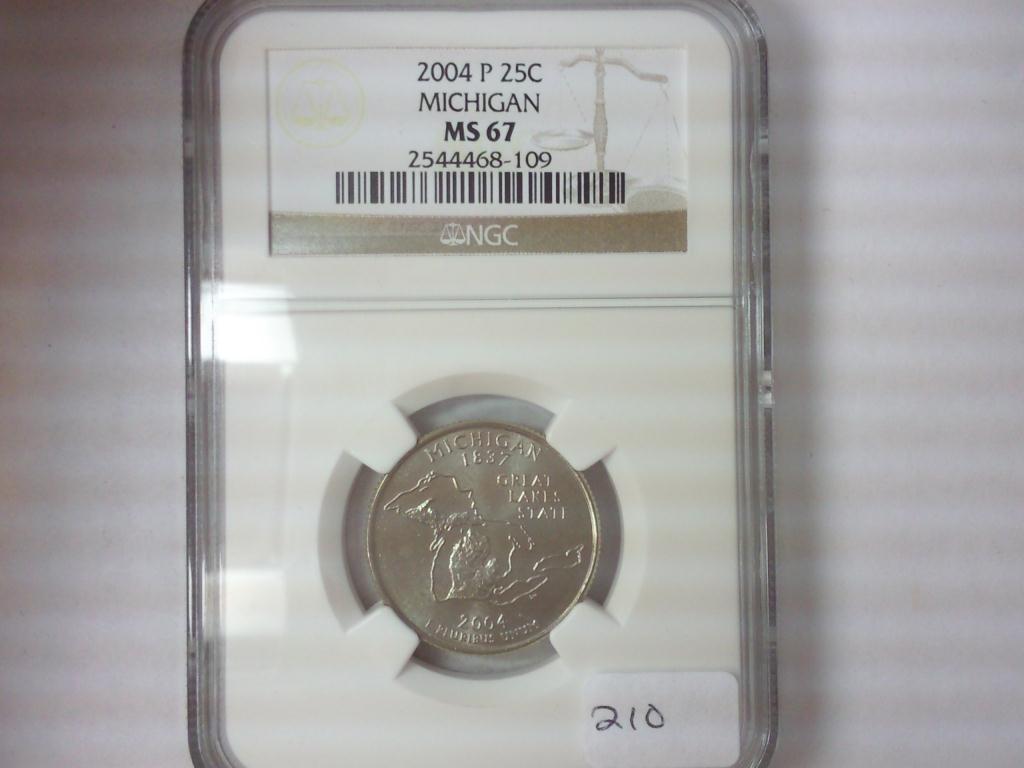 2004 P 25C
MICHIGAN
MS 67
2544468-109
NGC
MICHIGAN
1837
GREAT
LAKES
STATE
2004
E PLURIBUS UNUM
210